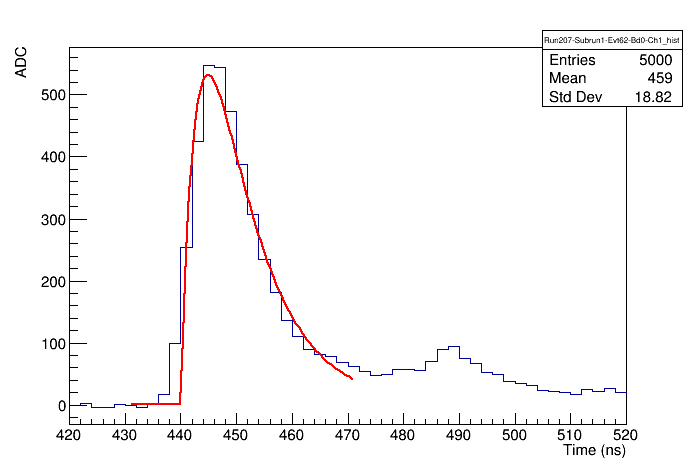 Run207-Subrun1-Evt62-Bd0-Ch1_hist
Entries 5000
Mean 459
Std Dev 18.82
ADC
500
400
300
200
100
0
420 430 440 450 460 470 480 490 500 510 520
Time (ns)